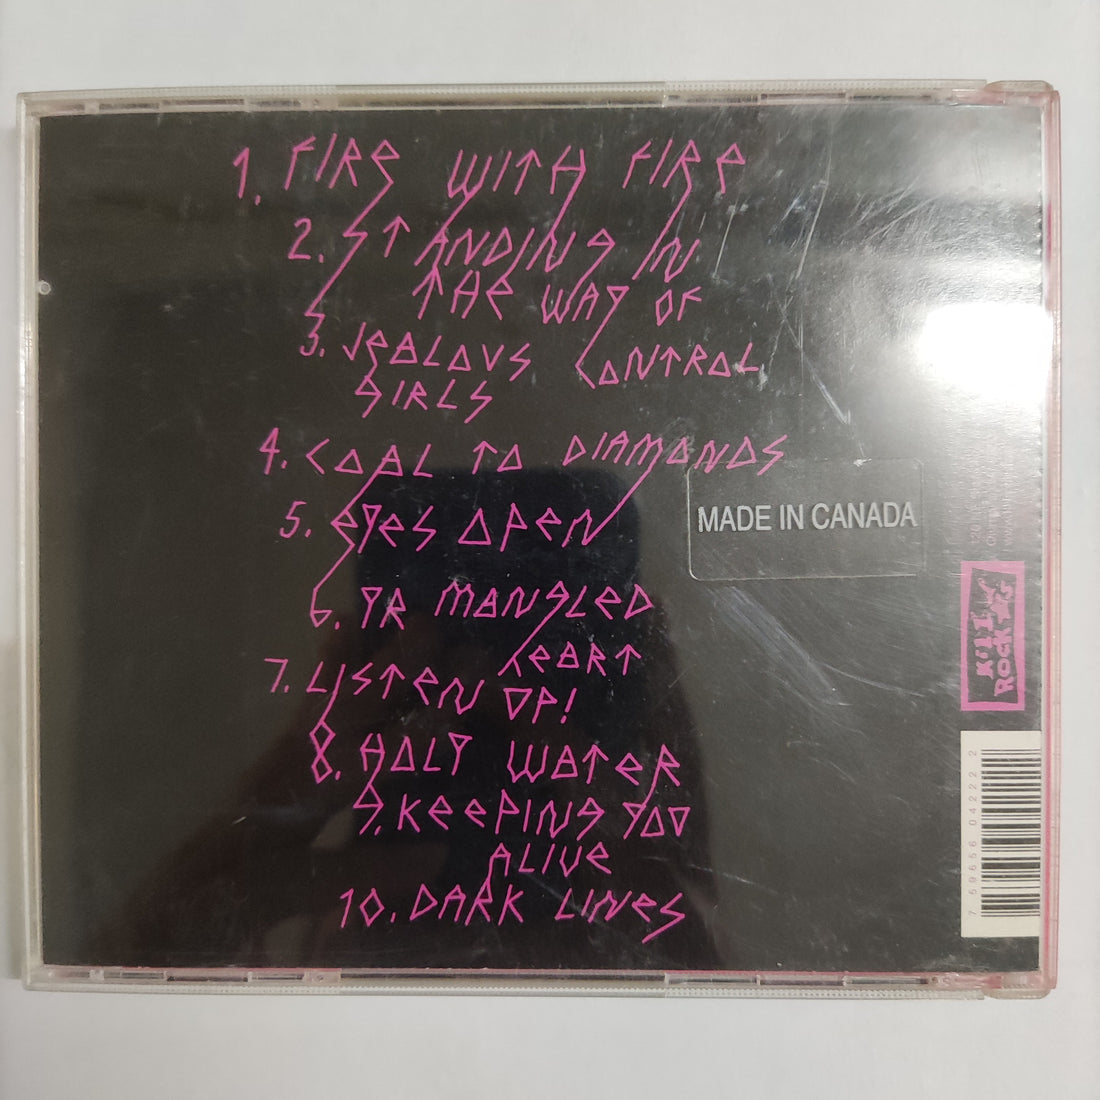 1. FIRE WITH FIRE
2. STANDING IN
THE WAY OF
CONTROL
3. JEALOUS
GIRLS
4. COAL TO DIAMONDS
5. EYES OPEN
6. YR MANGLED
HEART
7. LISTEN UP!
8. HOLY WATER
9. KEEPING YOU
ALIVE
10. DARK LINES
MADE IN CANADA
KILL
ROCK
7 59656 04222 2